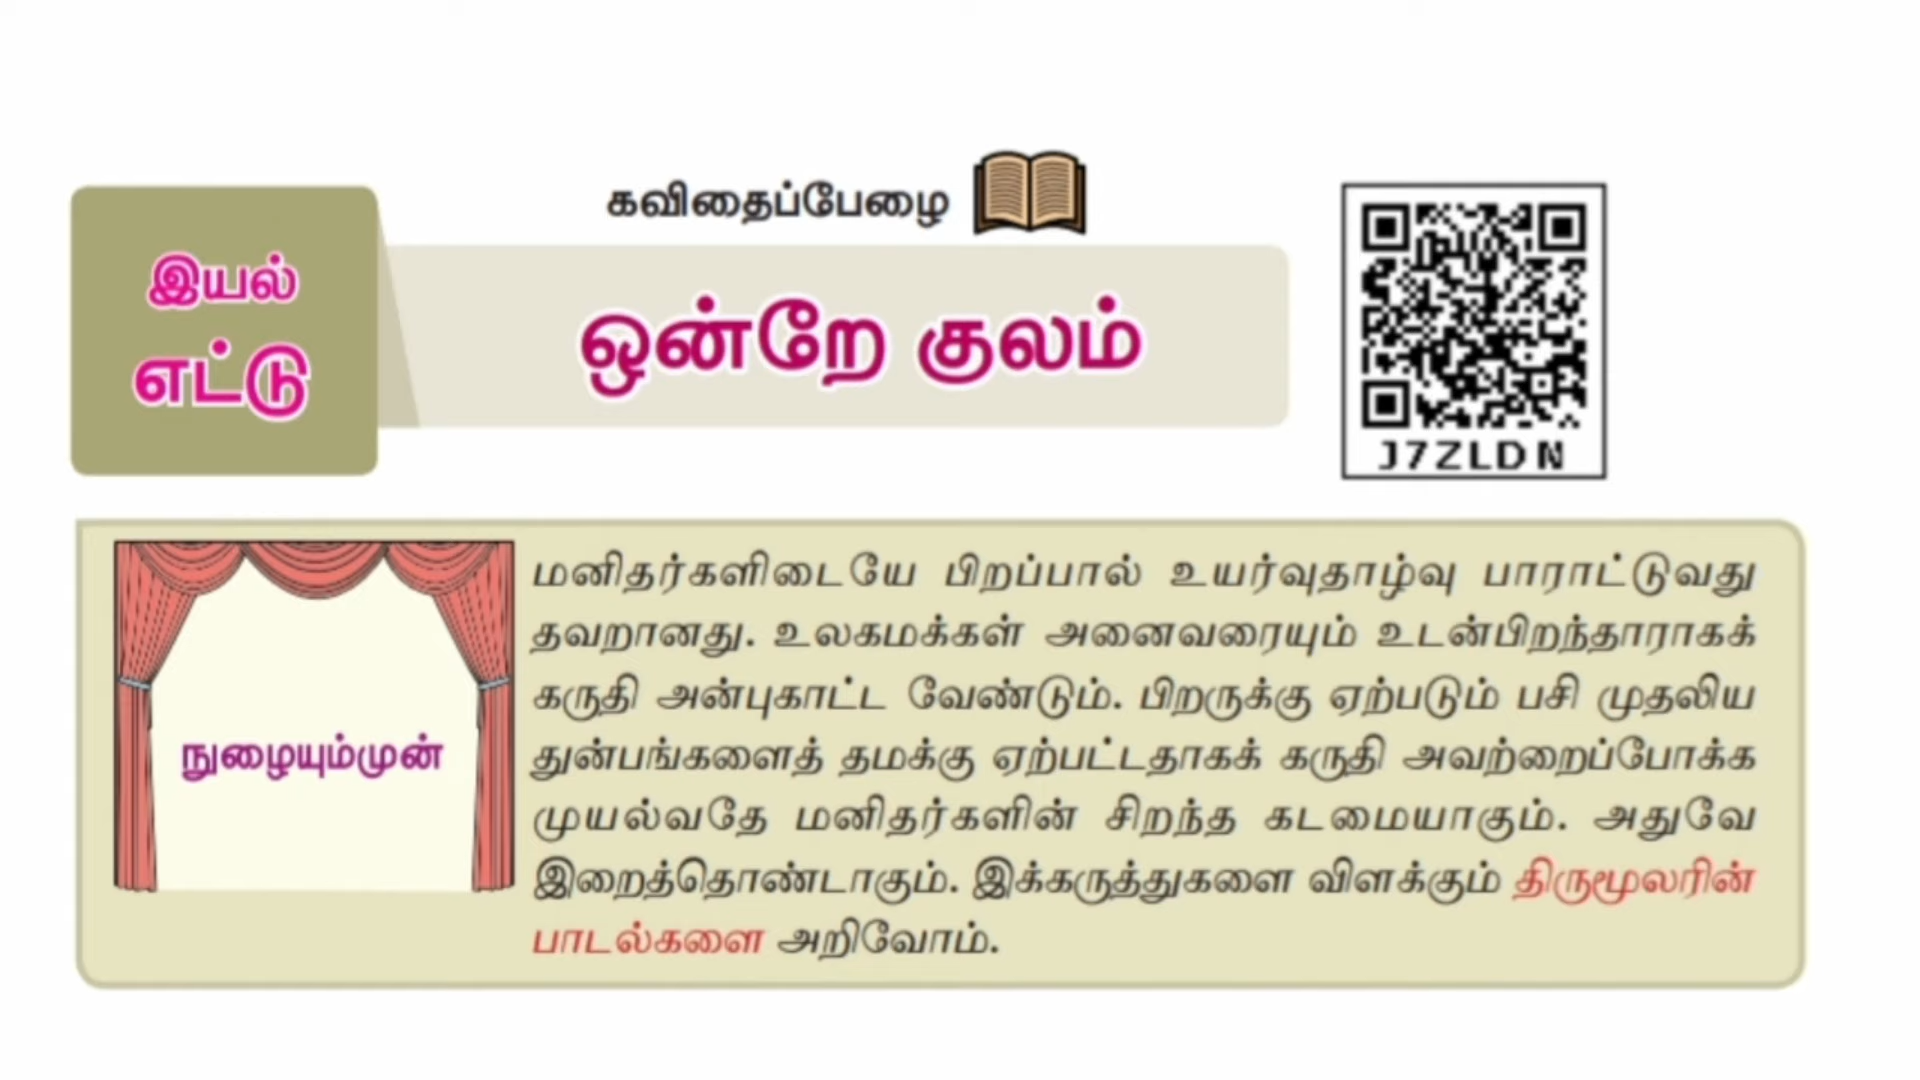 கவிதைப்பேழை
இயல்
எட்டு
ஒன்றே குலம்
J7ZLDN
நுழையும்முன்
மனிதர்களிடையே பிறப்பால் உயர்வுதாழ்வு பாராட்டுவது
தவறானது. உலகமக்கள் அனைவரையும் உடன்பிறந்தாராகக்
கருதி அன்புகாட்ட வேண்டும். பிறருக்கு ஏற்படும் பசி முதலிய
துன்பங்களைத் தமக்கு ஏற்பட்டதாகக் கருதி அவற்றைப்போக்க
முயல்வதே மனிதர்களின் சிறந்த கடமையாகும். அதுவே
இறைத்தொண்டாகும். இக்கருத்துகளை விளக்கும் திருமூலரின்
பாடல்களை அறிவோம்.